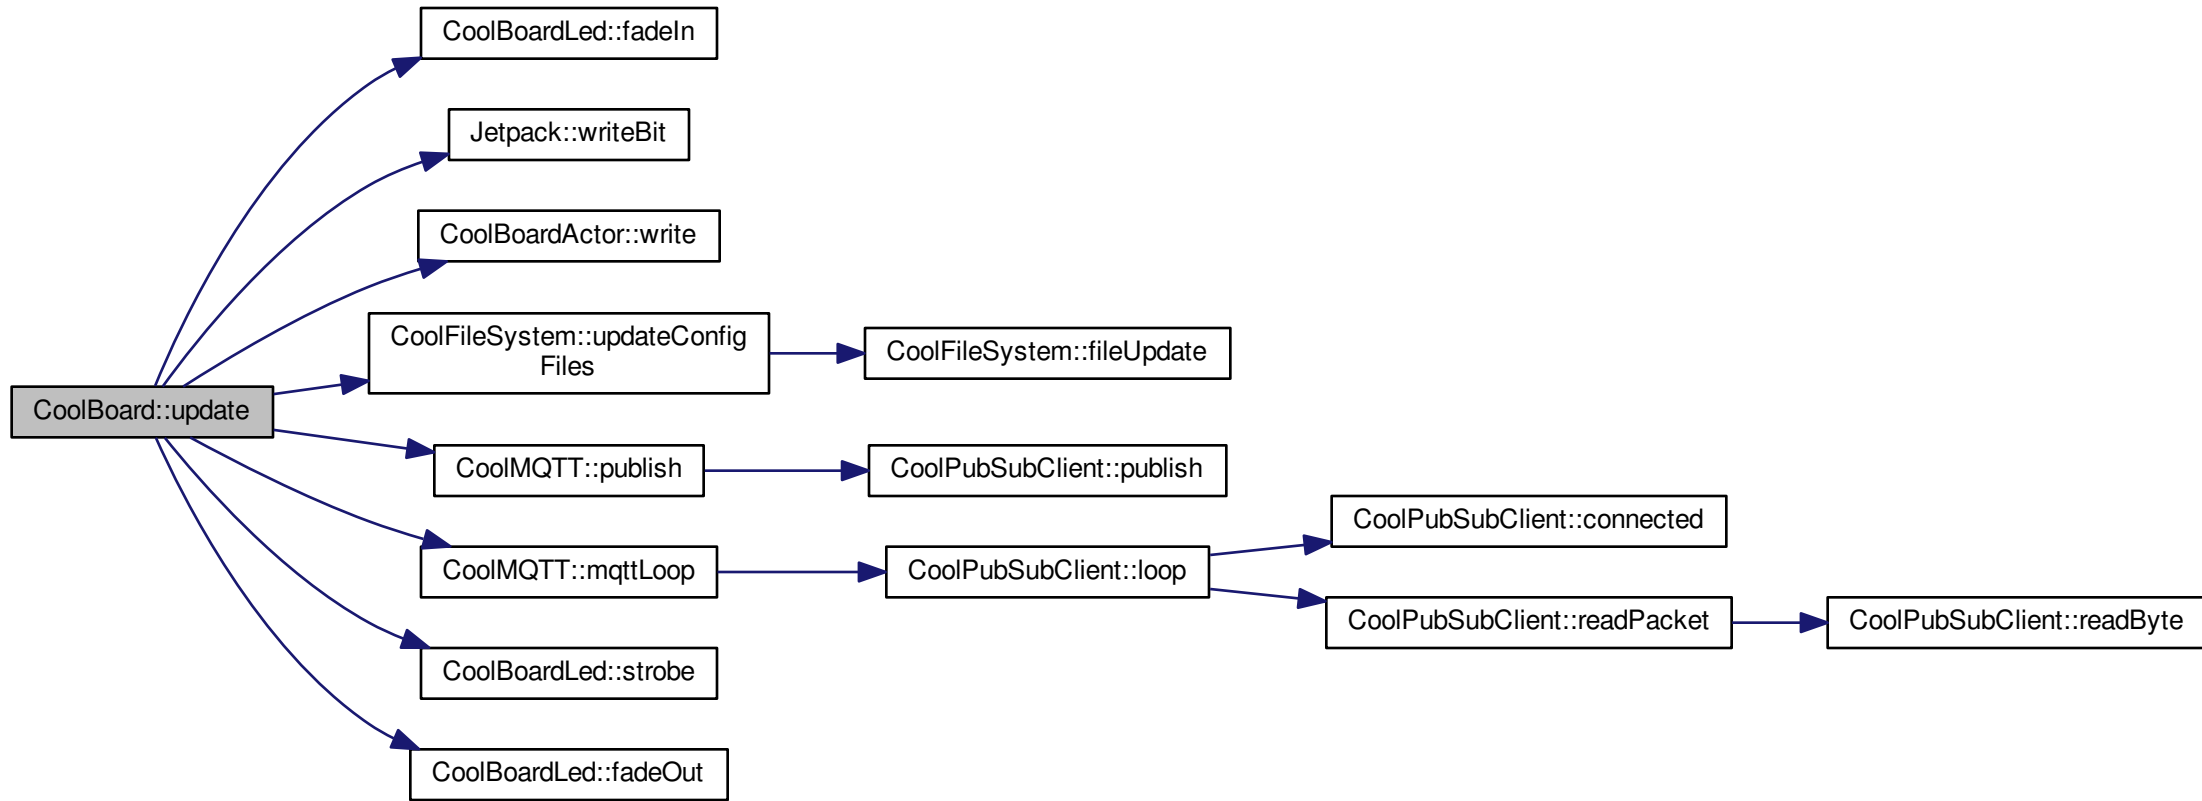 CoolBoardLed::fadeIn
Jetpack::writeBit
CoolBoardActor::write
CoolFileSystem::updateConfig
Files
CoolFileSystem::fileUpdate
CoolBoard::update
CoolMQTT::publish
CoolPubSubClient::publish
CoolPubSubClient::connected
CoolMQTT::mqttLoop
CoolPubSubClient::loop
CoolPubSubClient::readPacket
CoolPubSubClient::readByte
CoolBoardLed::strobe
CoolBoardLed::fadeOut